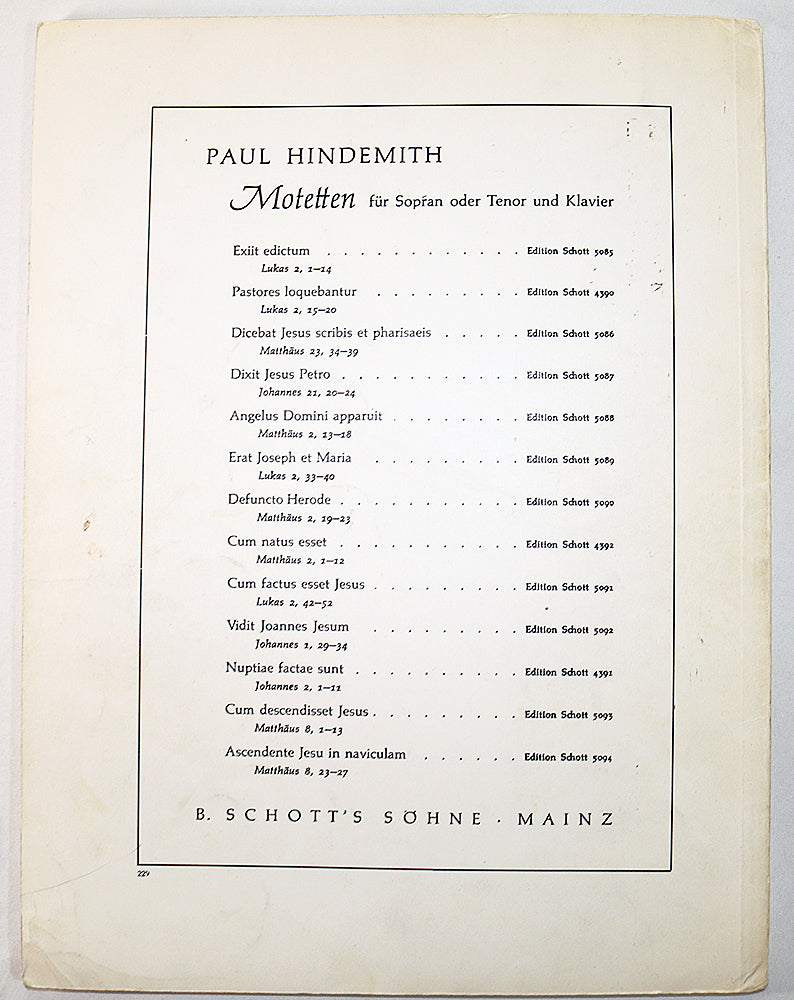 PAUL HINDEMITH
Motetten für Sopran oder Tenor und Klavier
Exiit edictum . . . . . . . . . . . . . Edition Schott 5085
Lukas 2, 1–14
Pastores loquebantur . . . . . . . . . . Edition Schott 4390
Lukas 2, 15–20
Dicebat Jesus scribis et pharisaeis . . . . . Edition Schott 5086
Matthäus 23, 34–39
Dixit Jesus Petro . . . . . . . . . . . . Edition Schott 5087
Johannes 21, 20–24
Angelus Domini apparuit . . . . . . . . . Edition Schott 5088
Matthäus 2, 13–18
Erat Joseph et Maria . . . . . . . . . . Edition Schott 5089
Lukas 2, 33–40
Defuncto Herode . . . . . . . . . . . . Edition Schott 5090
Matthäus 2, 19–23
Cum natus esset . . . . . . . . . . . . Edition Schott 4392
Matthäus 2, 1–12
Cum factus esset Jesus . . . . . . . . . . Edition Schott 5091
Lukas 2, 42–52
Vidit Joannes Jesum . . . . . . . . . . Edition Schott 5092
Johannes 1, 29–34
Nuptiae factae sunt . . . . . . . . . . . Edition Schott 4391
Johannes 2, 1–11
Cum descendisset Jesus . . . . . . . . . . Edition Schott 5093
Matthäus 8, 1–13
Ascendente Jesu in naviculam . . . . . . Edition Schott 5094
Matthäus 8, 23–27
B. SCHOTT'S SÖHNE · MAINZ
229